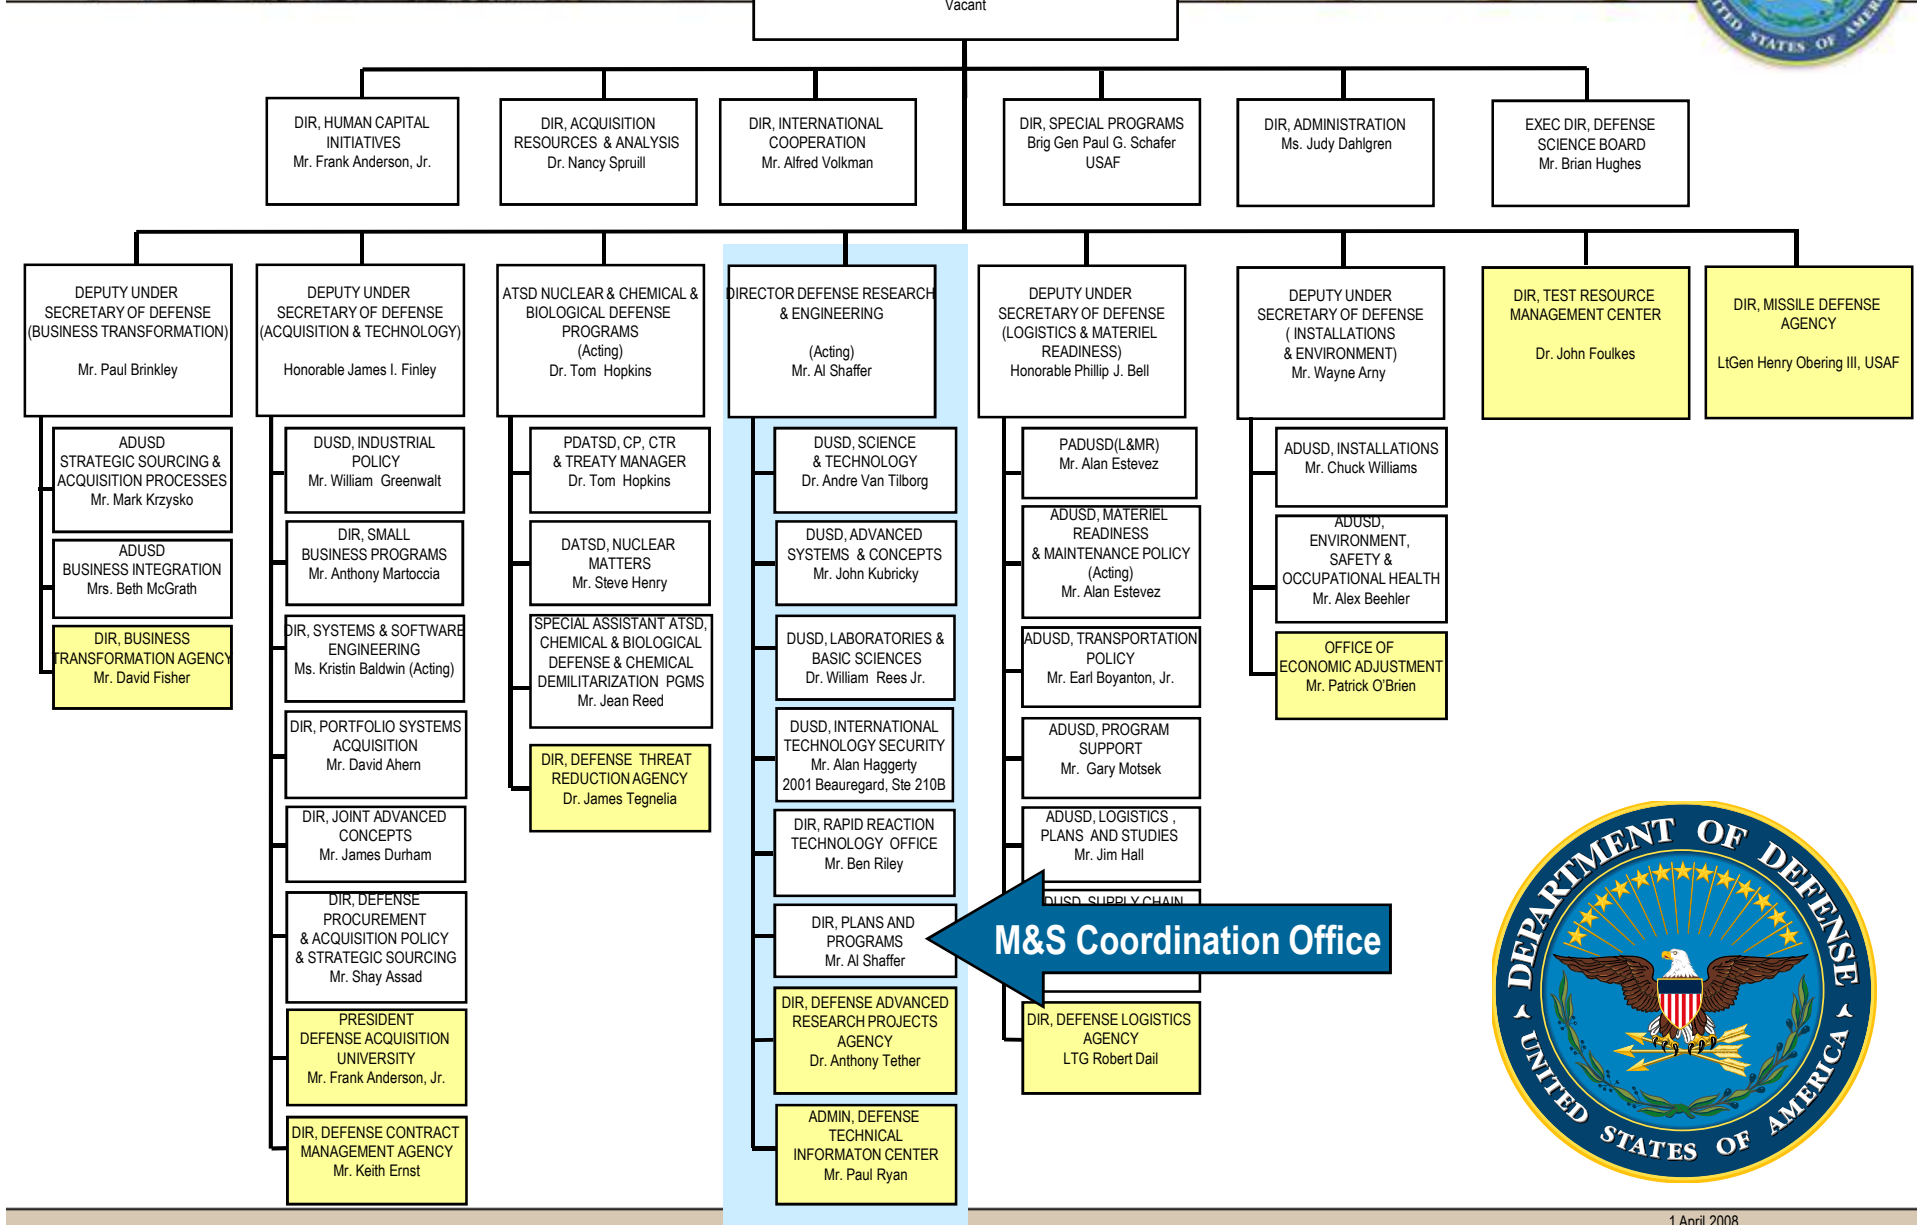 Vacant
UNITED STATES OF
DIR, HUMAN CAPITAL
INITIATIVES
Mr. Frank Anderson, Jr.
DIR, ACQUISITION
RESOURCES & ANALYSIS
Dr. Nancy Spruill
DIR, INTERNATIONAL
COOPERATION
Mr. Alfred Volkman
DIR, SPECIAL PROGRAMS
Brig Gen Paul G. Schafer
USAF
DIR, ADMINISTRATION
Ms. Judy Dahlgren
EXEC DIR, DEFENSE
SCIENCE BOARD
Mr. Brian Hughes
DEPUTY UNDER
SECRETARY OF DEFENSE
(BUSINESS TRANSFORMATION)
Mr. Paul Brinkley
DEPUTY UNDER
SECRETARY OF DEFENSE
(ACQUISITION & TECHNOLOGY)
Honorable James I. Finley
ATSD NUCLEAR & CHEMICAL &
BIOLOGICAL DEFENSE
PROGRAMS
(Acting)
Dr. Tom Hopkins
DIRECTOR DEFENSE RESEARCH
& ENGINEERING
(Acting)
Mr. Al Shaffer
DEPUTY UNDER
SECRETARY OF DEFENSE
(LOGISTICS & MATERIEL
READINESS)
Honorable Phillip J. Bell
DEPUTY UNDER
SECRETARY OF DEFENSE
( INSTALLATIONS
& ENVIRONMENT)
Mr. Wayne Arny
DIR, TEST RESOURCE
MANAGEMENT CENTER
Dr. John Foulkes
DIR, MISSILE DEFENSE
AGENCY
LtGen Henry Obering III, USAF
ADUSD
STRATEGIC SOURCING &
ACQUISITION PROCESSES
Mr. Mark Krzysko
ADUSD
BUSINESS INTEGRATION
Mrs. Beth McGrath
DIR, BUSINESS
TRANSFORMATION AGENCY
Mr. David Fisher
DUSD, INDUSTRIAL
POLICY
Mr. William Greenwalt
DIR, SMALL
BUSINESS PROGRAMS
Mr. Anthony Martoccia
DIR, SYSTEMS & SOFTWARE
ENGINEERING
Ms. Kristin Baldwin (Acting)
DIR, PORTFOLIO SYSTEMS
ACQUISITION
Mr. David Ahern
DIR, JOINT ADVANCED
CONCEPTS
Mr. James Durham
DIR, DEFENSE
PROCUREMENT
& ACQUISITION POLICY
& STRATEGIC SOURCING
Mr. Shay Assad
PRESIDENT
DEFENSE ACQUISITION
UNIVERSITY
Mr. Frank Anderson, Jr.
DIR, DEFENSE CONTRACT
MANAGEMENT AGENCY
Mr. Keith Ernst
PDATSD, CP, CTR
& TREATY MANAGER
Dr. Tom Hopkins
DATSD, NUCLEAR
MATTERS
Mr. Steve Henry
SPECIAL ASSISTANT ATSD,
CHEMICAL & BIOLOGICAL
DEFENSE & CHEMICAL
DEMILITARIZATION PGMS
Mr. Jean Reed
DIR, DEFENSE THREAT
REDUCTION AGENCY
Dr. James Tegnelia
DUSD, SCIENCE
& TECHNOLOGY
Dr. Andre Van Tilborg
DUSD, ADVANCED
SYSTEMS & CONCEPTS
Mr. John Kubricky
DUSD, LABORATORIES &
BASIC SCIENCES
Dr. William Rees Jr.
DUSD, INTERNATIONAL
TECHNOLOGY SECURITY
Mr. Alan Haggerty
2001 Beauregard, Ste 210B
DIR, RAPID REACTION
TECHNOLOGY OFFICE
Mr. Ben Riley
DIR, PLANS AND
PROGRAMS
Mr. Al Shaffer
DIR, DEFENSE ADVANCED
RESEARCH PROJECTS
AGENCY
Dr. Anthony Tether
ADMIN, DEFENSE
TECHNICAL
INFORMATON CENTER
Mr. Paul Ryan
PADUSD(L&MR)
Mr. Alan Estevez
ADUSD, MATERIEL
READINESS
& MAINTENANCE POLICY
(Acting)
Mr. Alan Estevez
ADUSD, TRANSPORTATION
POLICY
Mr. Earl Boyanton, Jr.
ADUSD, PROGRAM
SUPPORT
Mr. Gary Motsek
ADUSD, LOGISTICS ,
PLANS AND STUDIES
Mr. Jim Hall
DUSD, SUPPLY CHAIN
M&S Coordination Office
DIR, DEFENSE LOGISTICS
AGENCY
LTG Robert Dail
ADUSD, INSTALLATIONS
Mr. Chuck Williams
ADUSD,
ENVIRONMENT,
SAFETY &
OCCUPATIONAL HEALTH
Mr. Alex Beehler
OFFICE OF
ECONOMIC ADJUSTMENT
Mr. Patrick O'Brien
DEPARTMENT OF DEFENSE
UNITED STATES OF AMERICA
1 April 2008